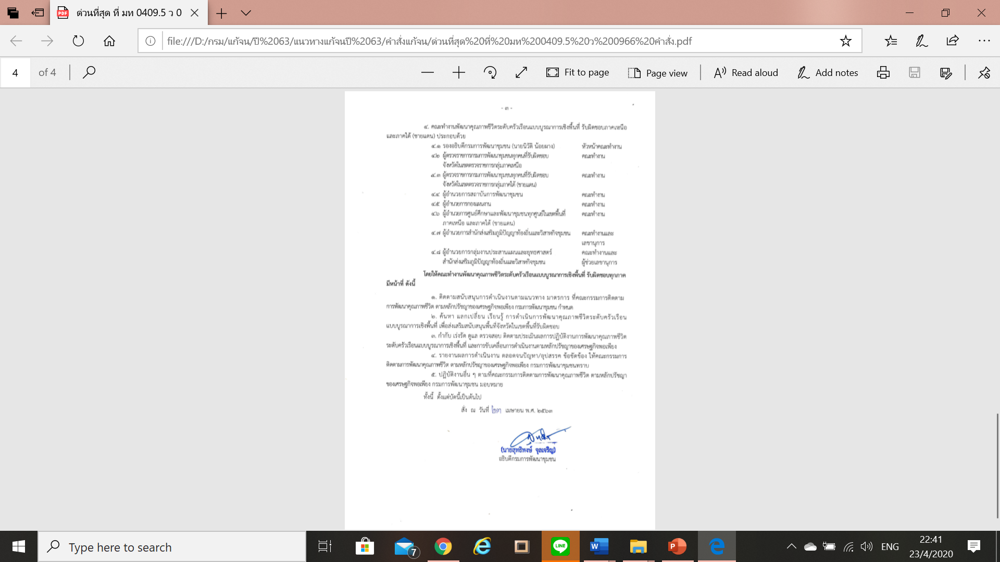 ด่วนที่สุด ที่ มท 0409.5 ว 0
file:///D:/กรม/แก้จน/ปี%2063/แนวทางแก้จนปี%2063/คำสั่งแก้จน/ด่วนที่สุด%20ที่%20มท%200409.5%20ว%200966%20คำสั่ง.pdf
4 of 4 Fit to page Page view Read aloud Add notes
- ๓ -
๔. คณะทำงานพัฒนาคุณภาพชีวิตระดับครัวเรือนแบบบูรณาการเชิงพื้นที่ รับผิดชอบภาคเหนือ
และภาคใต้ (ชายแดน) ประกอบด้วย
๔.๑ รองอธิบดีกรมการพัฒนาชุมชน (นายนิวัติ น้อยผาง) หัวหน้าคณะทำงาน
๔.๒ ผู้ตรวจราชการกรมการพัฒนาชุมชนทุกคนที่รับผิดชอบ คณะทำงาน
จังหวัดในเขตตรวจราชการกลุ่มภาคเหนือ
๔.๓ ผู้ตรวจราชการกรมการพัฒนาชุมชนทุกคนที่รับผิดชอบ คณะทำงาน
จังหวัดในเขตตรวจราชการกลุ่มภาคใต้ (ชายแดน)
๔.๔ ผู้อำนวยการสถาบันการพัฒนาชุมชน คณะทำงาน
๔.๕ ผู้อำนวยการกองแผนงาน คณะทำงาน
๔.๖ ผู้อำนวยการศูนย์ศึกษาและพัฒนาชุมชนทุกศูนย์ในเขตพื้นที่ คณะทำงาน
ภาคเหนือ และภาคใต้ (ชายแดน)
๔.๗ ผู้อำนวยการสำนักส่งเสริมภูมิปัญญาท้องถิ่นและวิสาหกิจชุมชน คณะทำงานและ
เลขานุการ
๔.๘ ผู้อำนวยการกลุ่มงานประสานแผนและยุทธศาสตร์ คณะทำงานและ
สำนักส่งเสริมภูมิปัญญาท้องถิ่นและวิสาหกิจชุมชน ผู้ช่วยเลขานุการ
โดยให้คณะทำงานพัฒนาคุณภาพชีวิตระดับครัวเรือนแบบบูรณาการเชิงพื้นที่ รับผิดชอบทุกภาค
มีหน้าที่ ดังนี้
๑. ติดตามสนับสนุนการดำเนินงานตามแนวทาง มาตรการ ที่คณะกรรมการติดตาม
การพัฒนาคุณภาพชีวิต ตามหลักปรัชญาของเศรษฐกิจพอเพียง กรมการพัฒนาชุมชน กำหนด
๒. ค้นหา แลกเปลี่ยน เรียนรู้ การดำเนินการพัฒนาคุณภาพชีวิตระดับครัวเรือน
แบบบูรณาการเชิงพื้นที่ เพื่อส่งเสริมสนับสนุนพื้นที่จังหวัดในเขตพื้นที่รับผิดชอบ
๓. กำกับ เร่งรัด ดูแล ตรวจสอบ ติดตามประเมินผลการปฏิบัติงานการพัฒนาคุณภาพชีวิต
ระดับครัวเรือนแบบบูรณาการเชิงพื้นที่ และการขับเคลื่อนการดำเนินงานตามหลักปรัชญาของเศรษฐกิจพอเพียง
๔. รายงานผลการดำเนินงาน ตลอดจนปัญหา/อุปสรรค ข้อขัดข้อง ให้คณะกรรมการ
ติดตามการพัฒนาคุณภาพชีวิต ตามหลักปรัชญาของเศรษฐกิจพอเพียง กรมการพัฒนาชุมชนทราบ
๕. ปฏิบัติงานอื่น ๆ ตามที่คณะกรรมการติดตามการพัฒนาคุณภาพชีวิต ตามหลักปรัชญา
ของเศรษฐกิจพอเพียง กรมการพัฒนาชุมชน มอบหมาย
ทั้งนี้ ตั้งแต่บัดนี้เป็นต้นไป
สั่ง ณ วันที่ ๒๓ เมษายน พ.ศ. ๒๕๖๓
(นายสุทธิพงษ์ จุลเจริญ)
อธิบดีกรมการพัฒนาชุมชน
Type here to search 7 LINE ENG 22:41
23/4/2020